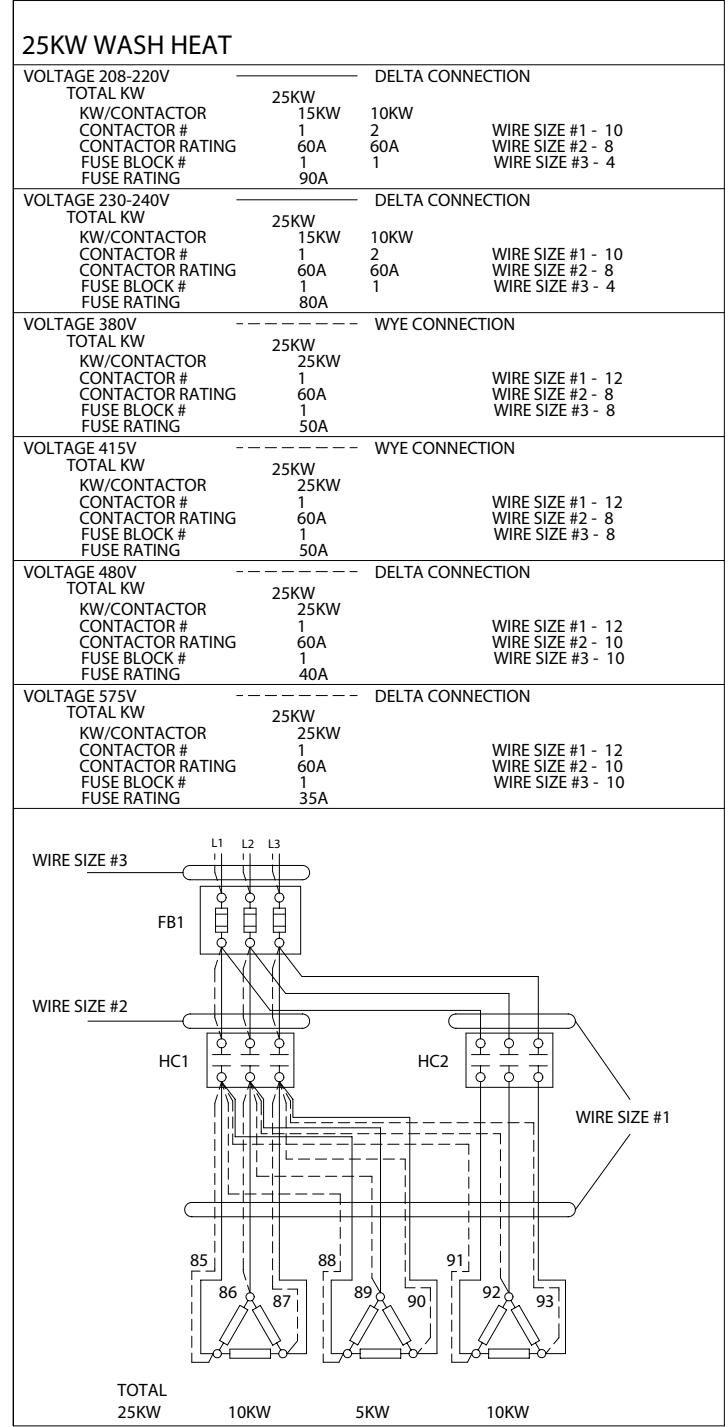 25KW WASH HEAT
VOLTAGE 208-220V DELTA CONNECTION
TOTAL KW 25KW
KW/CONTACTOR 15KW 10KW
CONTACTOR # 1 2 WIRE SIZE #1 - 10
CONTACTOR RATING 60A 60A WIRE SIZE #2 - 8
FUSE BLOCK # 1 1 WIRE SIZE #3 - 4
FUSE RATING 90A
VOLTAGE 230-240V DELTA CONNECTION
TOTAL KW 25KW
KW/CONTACTOR 15KW 10KW
CONTACTOR # 1 2 WIRE SIZE #1 - 10
CONTACTOR RATING 60A 60A WIRE SIZE #2 - 8
FUSE BLOCK # 1 1 WIRE SIZE #3 - 4
FUSE RATING 80A
VOLTAGE 380V WYE CONNECTION
TOTAL KW 25KW
KW/CONTACTOR 25KW
CONTACTOR # 1 WIRE SIZE #1 - 12
CONTACTOR RATING 60A WIRE SIZE #2 - 8
FUSE BLOCK # 1 WIRE SIZE #3 - 8
FUSE RATING 50A
VOLTAGE 415V WYE CONNECTION
TOTAL KW 25KW
KW/CONTACTOR 25KW
CONTACTOR # 1 WIRE SIZE #1 - 12
CONTACTOR RATING 60A WIRE SIZE #2 - 8
FUSE BLOCK # 1 WIRE SIZE #3 - 8
FUSE RATING 50A
VOLTAGE 480V DELTA CONNECTION
TOTAL KW 25KW
KW/CONTACTOR 25KW
CONTACTOR # 1 WIRE SIZE #1 - 12
CONTACTOR RATING 60A WIRE SIZE #2 - 10
FUSE BLOCK # 1 WIRE SIZE #3 - 10
FUSE RATING 40A
VOLTAGE 575V DELTA CONNECTION
TOTAL KW 25KW
KW/CONTACTOR 25KW
CONTACTOR # 1 WIRE SIZE #1 - 12
CONTACTOR RATING 60A WIRE SIZE #2 - 10
FUSE BLOCK # 1 WIRE SIZE #3 - 10
FUSE RATING 35A
L1 L2 L3
WIRE SIZE #3
FB1
WIRE SIZE #2
HC1 HC2
WIRE SIZE #1
85 88 91
86 87 89 90 92 93
TOTAL
25KW 10KW 5KW 10KW